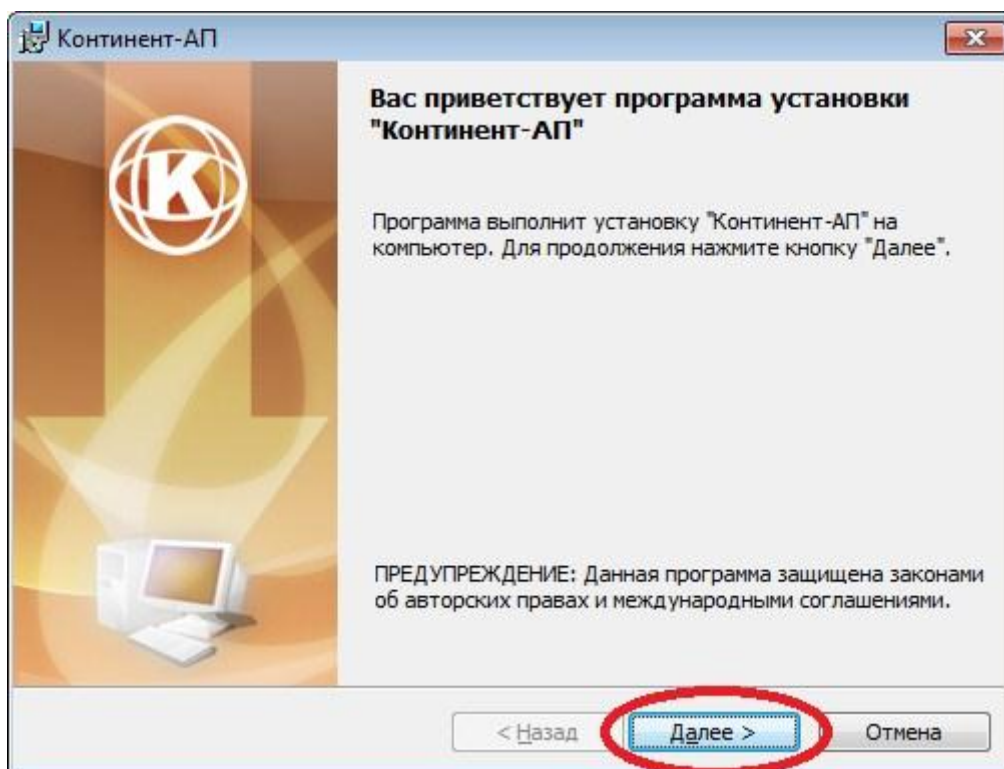 Континент-АП
Вас приветствует программа установки
"Континент-АП"
Программа выполнит установку "Континент-АП" на
компьютер. Для продолжения нажмите кнопку "Далее".
K
ПРЕДУПРЕЖДЕНИЕ: Данная программа защищена законами
об авторских правах и международными соглашениями.
< Назад Далее > Отмена